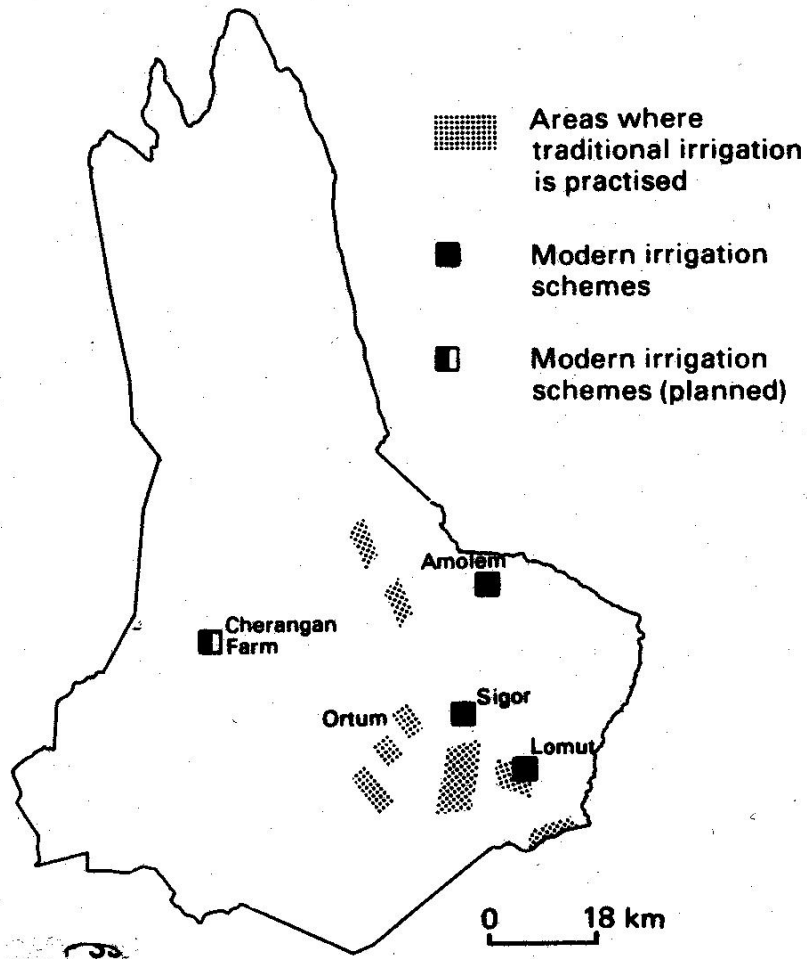 Areas where
traditional irrigation
is practised
Modern irrigation
schemes
Modern irrigation
schemes (planned)
Amolem
Cherangan
Farm
Sigor
Ortum
Lomut
0 18 km